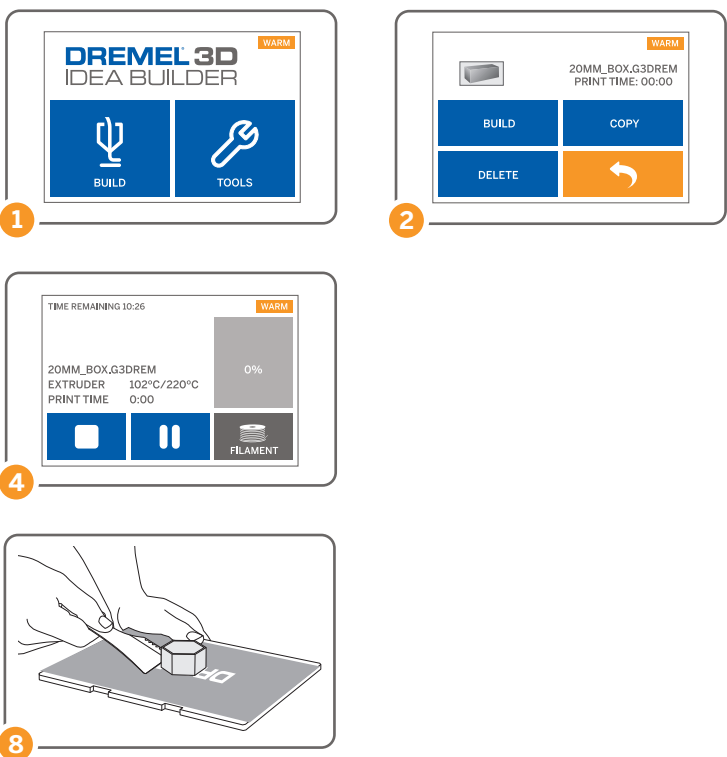 WARM
DREMEL 3D
IDEA BUILDER
BUILD
TOOLS
1
WARM
20MM_BOX.G3DREM
PRINT TIME: 00:00
BUILD
COPY
DELETE
2
TIME REMAINING 10:26
WARM
20MM_BOX.G3DREM
0%
EXTRUDER 102°C/220°C
PRINT TIME 0:00
FILAMENT
4
DR
8